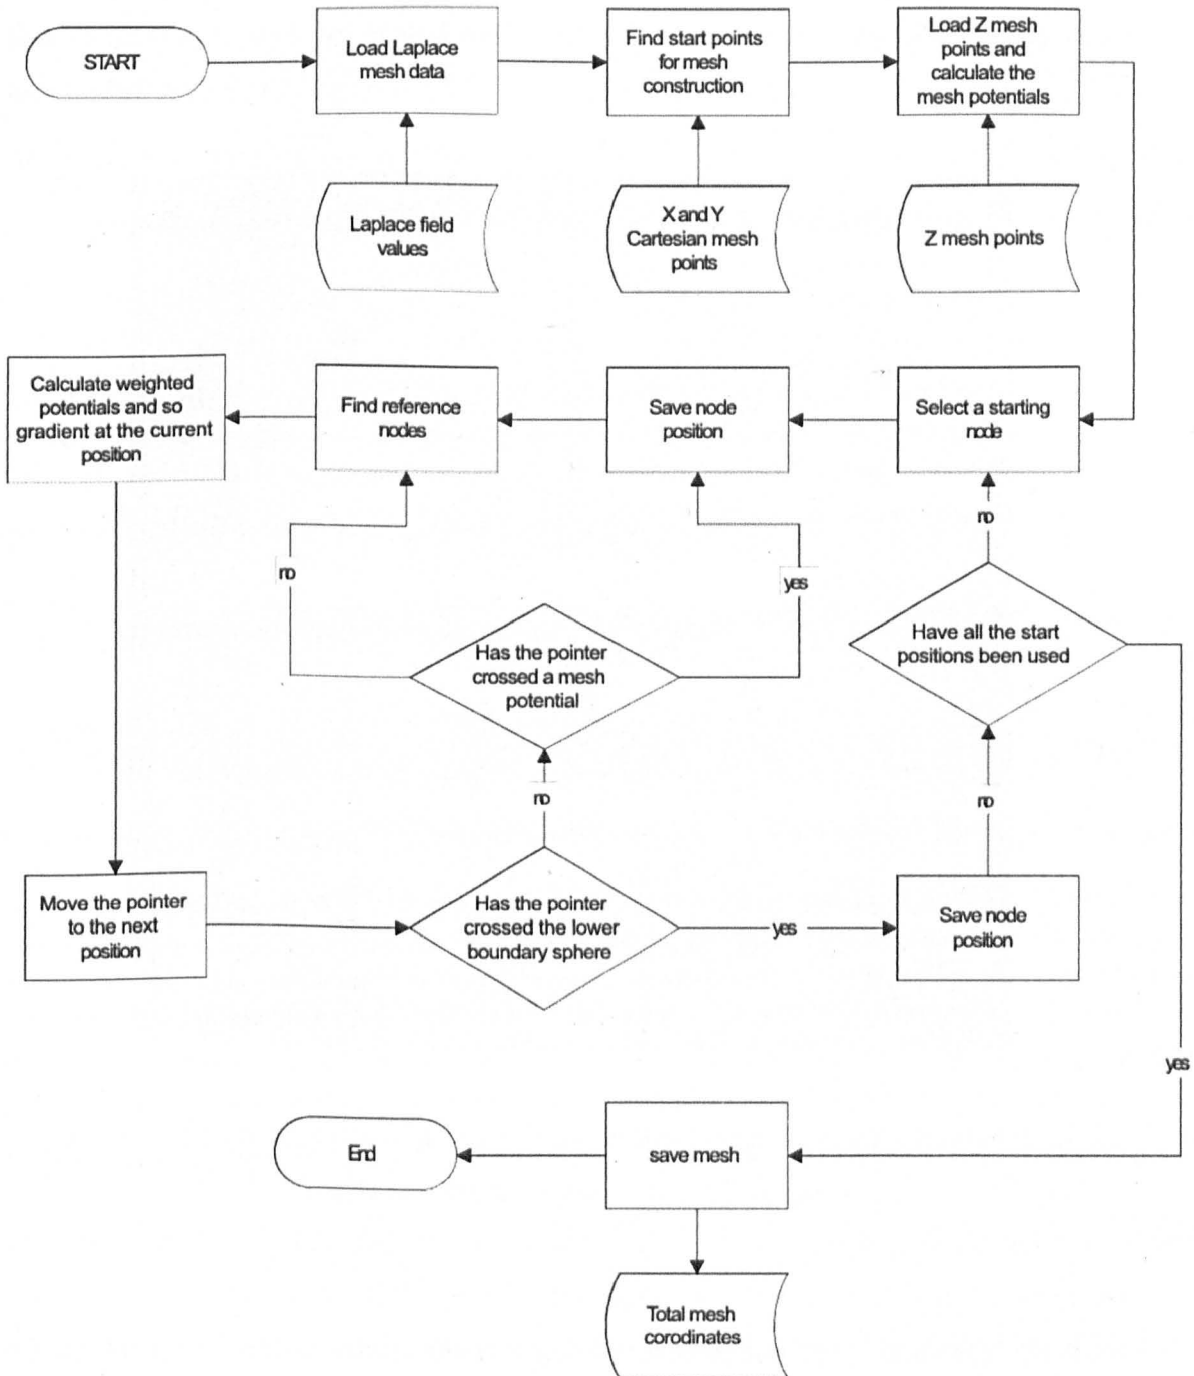 START
Load Laplace
mesh data
Find start points
for mesh
construction
Load Z mesh
points and
calculate the
mesh potentials
Laplace field
values
X and Y
Cartesian mesh
points
Z mesh points
Calculate weighted
potentials and so
gradient at the current
position
Find reference
nodes
Save node
position
Select a starting
node
no
no
yes
Has the pointer
crossed a mesh
potential
Have all the start
positions been used
no
no
Move the pointer
to the next
position
Has the pointer
crossed the lower
boundary sphere
yes
Save node
position
yes
End
save mesh
Total mesh
corodinates